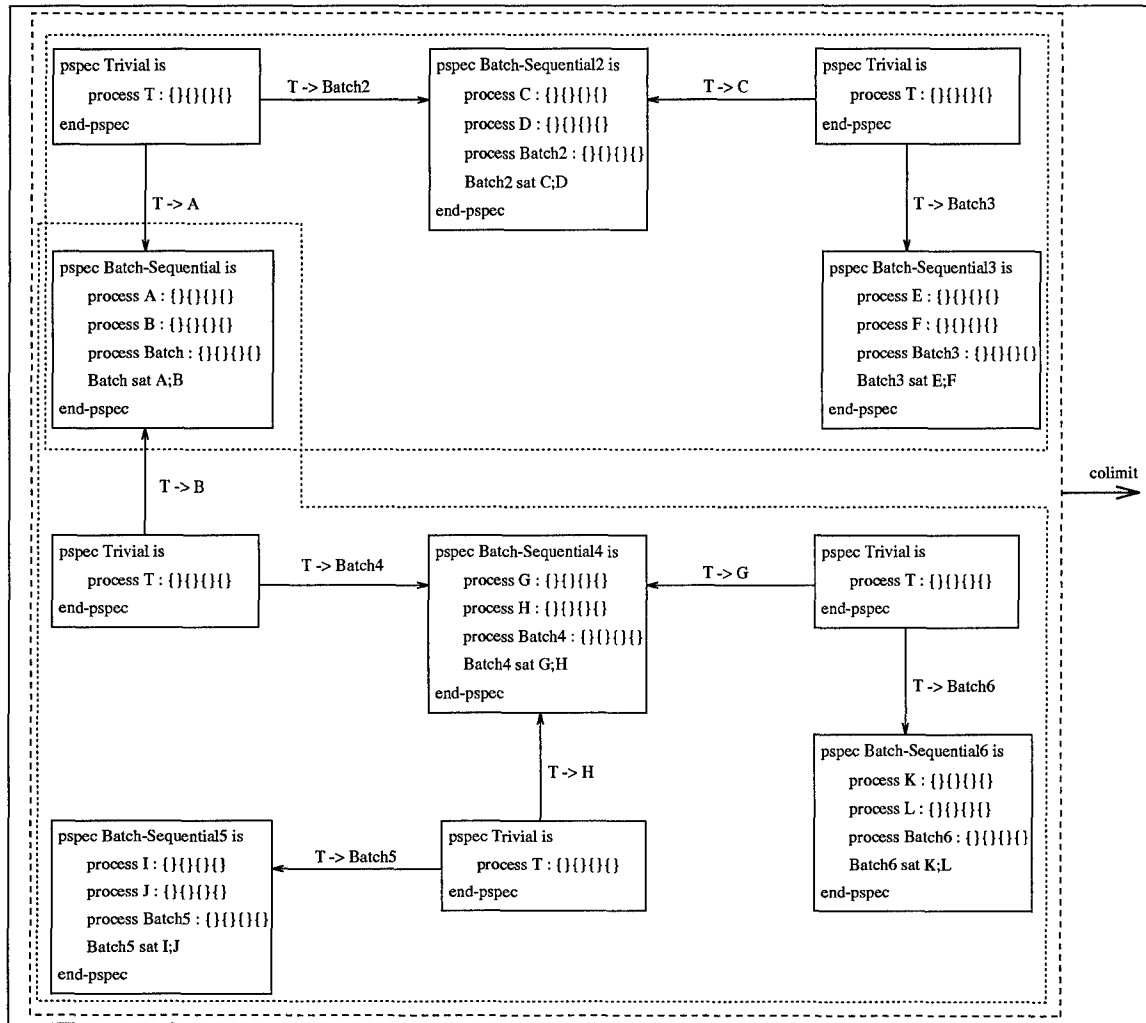 pspec Trivial is
process T : { }{ }{ }{ }
end-pspec
T -> Batch2
pspec Batch-Sequential2 is
process C : { }{ }{ }{ }
process D : { }{ }{ }{ }
process Batch2 : { }{ }{ }{ }
Batch2 sat C;D
end-pspec
T -> C
pspec Trivial is
process T : { }{ }{ }{ }
end-pspec
T -> A
T -> Batch3
pspec Batch-Sequential is
process A : { }{ }{ }{ }
process B : { }{ }{ }{ }
process Batch : { }{ }{ }{ }
Batch sat A;B
end-pspec
pspec Batch-Sequential3 is
process E : { }{ }{ }{ }
process F : { }{ }{ }{ }
process Batch3 : { }{ }{ }{ }
Batch3 sat E;F
end-pspec
T -> B
colimit
pspec Trivial is
process T : { }{ }{ }{ }
end-pspec
T -> Batch4
pspec Batch-Sequential4 is
process G : { }{ }{ }{ }
process H : { }{ }{ }{ }
process Batch4 : { }{ }{ }{ }
Batch4 sat G;H
end-pspec
T -> G
pspec Trivial is
process T : { }{ }{ }{ }
end-pspec
T -> Batch6
T -> H
pspec Batch-Sequential6 is
process K : { }{ }{ }{ }
process L : { }{ }{ }{ }
process Batch6 : { }{ }{ }{ }
Batch6 sat K;L
end-pspec
pspec Batch-Sequential5 is
process I : { }{ }{ }{ }
process J : { }{ }{ }{ }
process Batch5 : { }{ }{ }{ }
Batch5 sat I;J
end-pspec
T -> Batch5
pspec Trivial is
process T : { }{ }{ }{ }
end-pspec